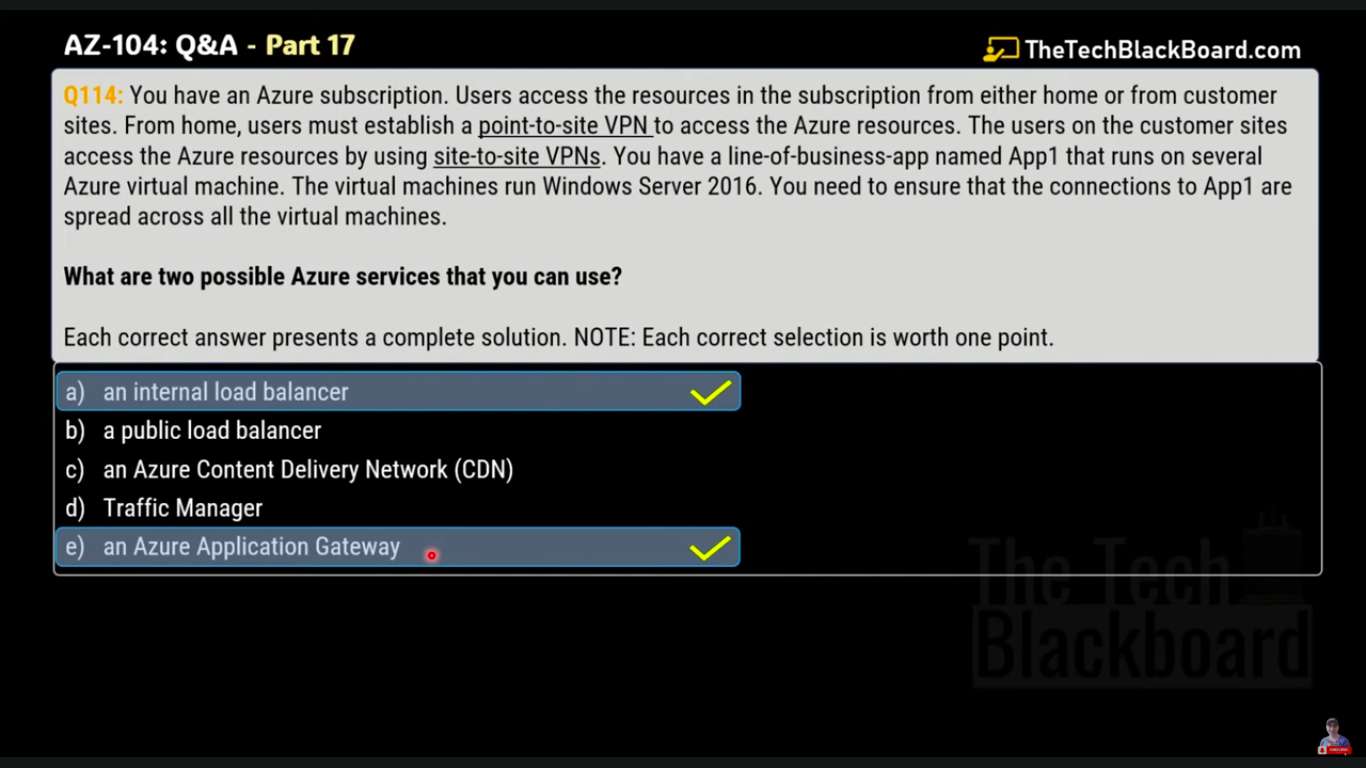 AZ-104: Q&A - Part 17
TheTechBlackBoard.com
Q114: You have an Azure subscription. Users access the resources in the subscription from either home or from customer
sites. From home, users must establish a point-to-site VPN to access the Azure resources. The users on the customer sites
access the Azure resources by using site-to-site VPNs. You have a line-of-business-app named App1 that runs on several
Azure virtual machine. The virtual machines run Windows Server 2016. You need to ensure that the connections to App1 are
spread across all the virtual machines.
What are two possible Azure services that you can use?
Each correct answer presents a complete solution. NOTE: Each correct selection is worth one point.
a) an internal load balancer
b) a public load balancer
c) an Azure Content Delivery Network (CDN)
d) Traffic Manager
e) an Azure Application Gateway
The Tech
Blackboard